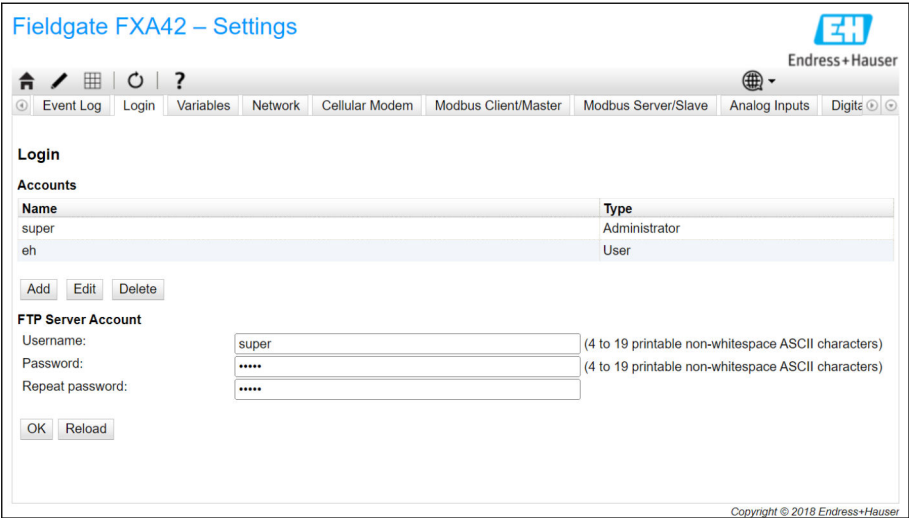 Fieldgate FXA42 – Settings
EH
Endress+Hauser
?
Event Log Login Variables Network Cellular Modem Modbus Client/Master Modbus Server/Slave Analog Inputs Digita
Login
Accounts
Name Type
super Administrator
eh User
Add Edit Delete
FTP Server Account
Username: super (4 to 19 printable non-whitespace ASCII characters)
Password: ••••• (4 to 19 printable non-whitespace ASCII characters)
Repeat password: •••••
OK Reload
Copyright © 2018 Endress+Hauser